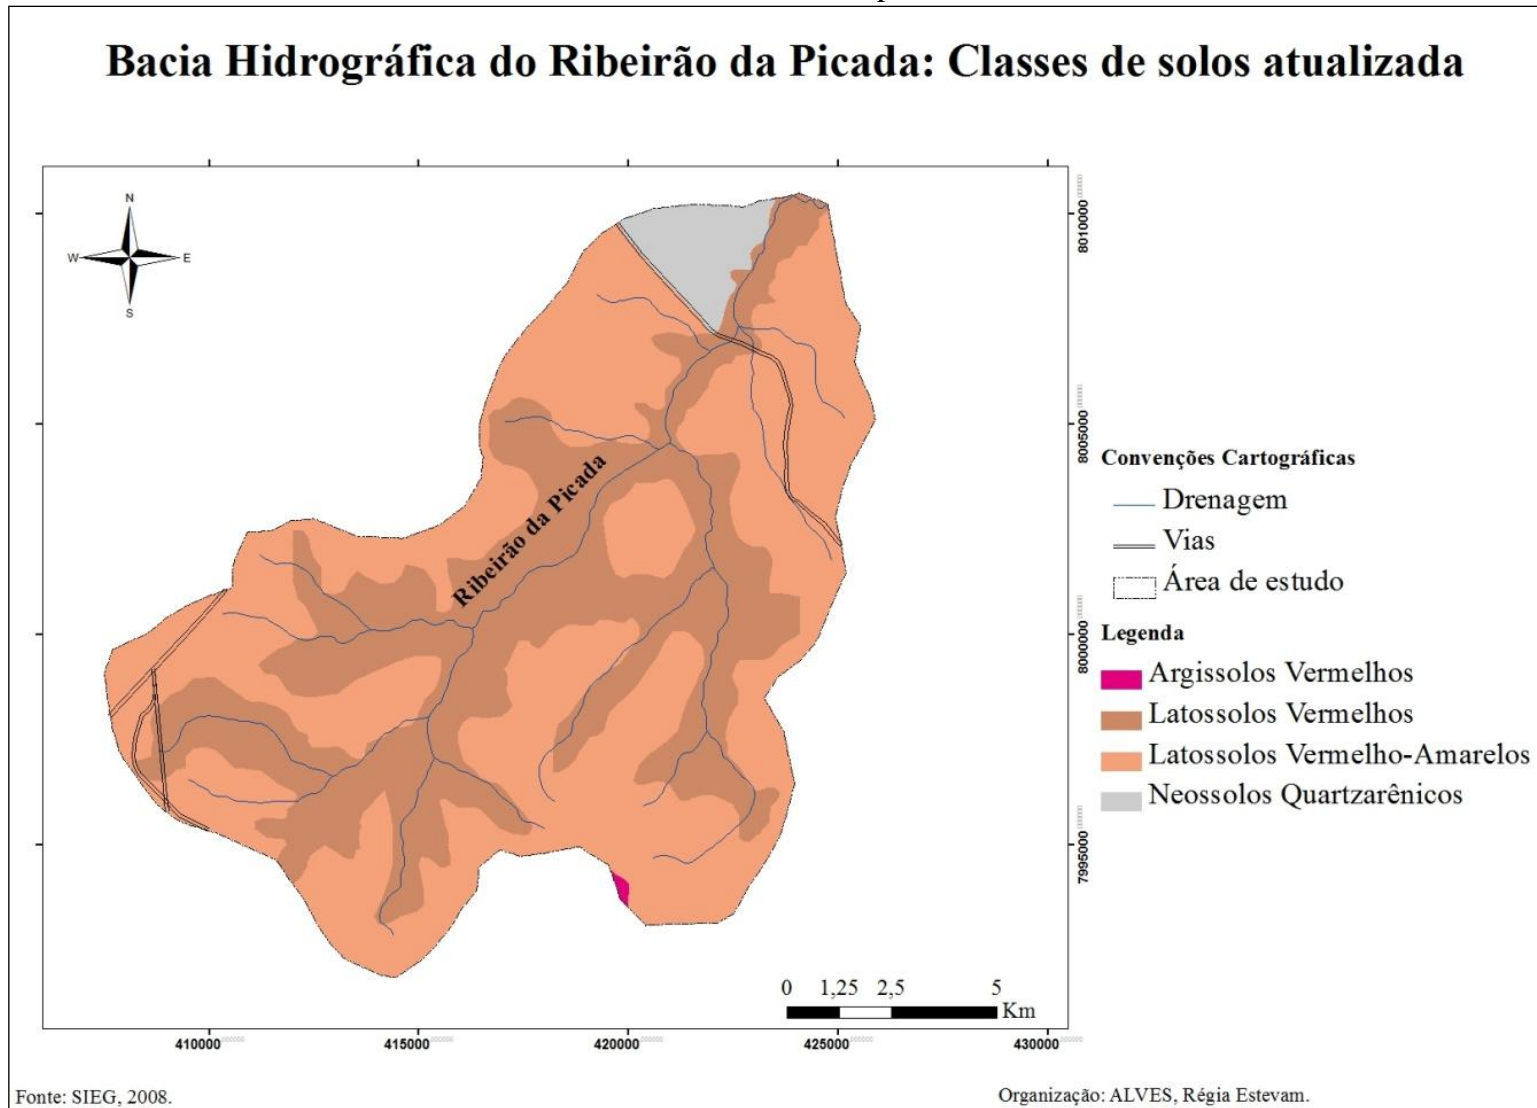 Bacia Hidrográfica do Ribeirão da Picada: Classes de solos atualizada
N
W
E
S
8010000
8005000
8000000
7995000
Ribeirão da Picada
Convenções Cartográficas
Drenagem
Vias
Área de estudo
Legenda
Argissolos Vermelhos
Latossolos Vermelhos
Latossolos Vermelho-Amarelos
Neossolos Quartzarênicos
0 1,25 2,5 5
Km
410000 415000 420000 425000 430000
Fonte: SIEG, 2008.
Organização: ALVES, Régia Estevam.